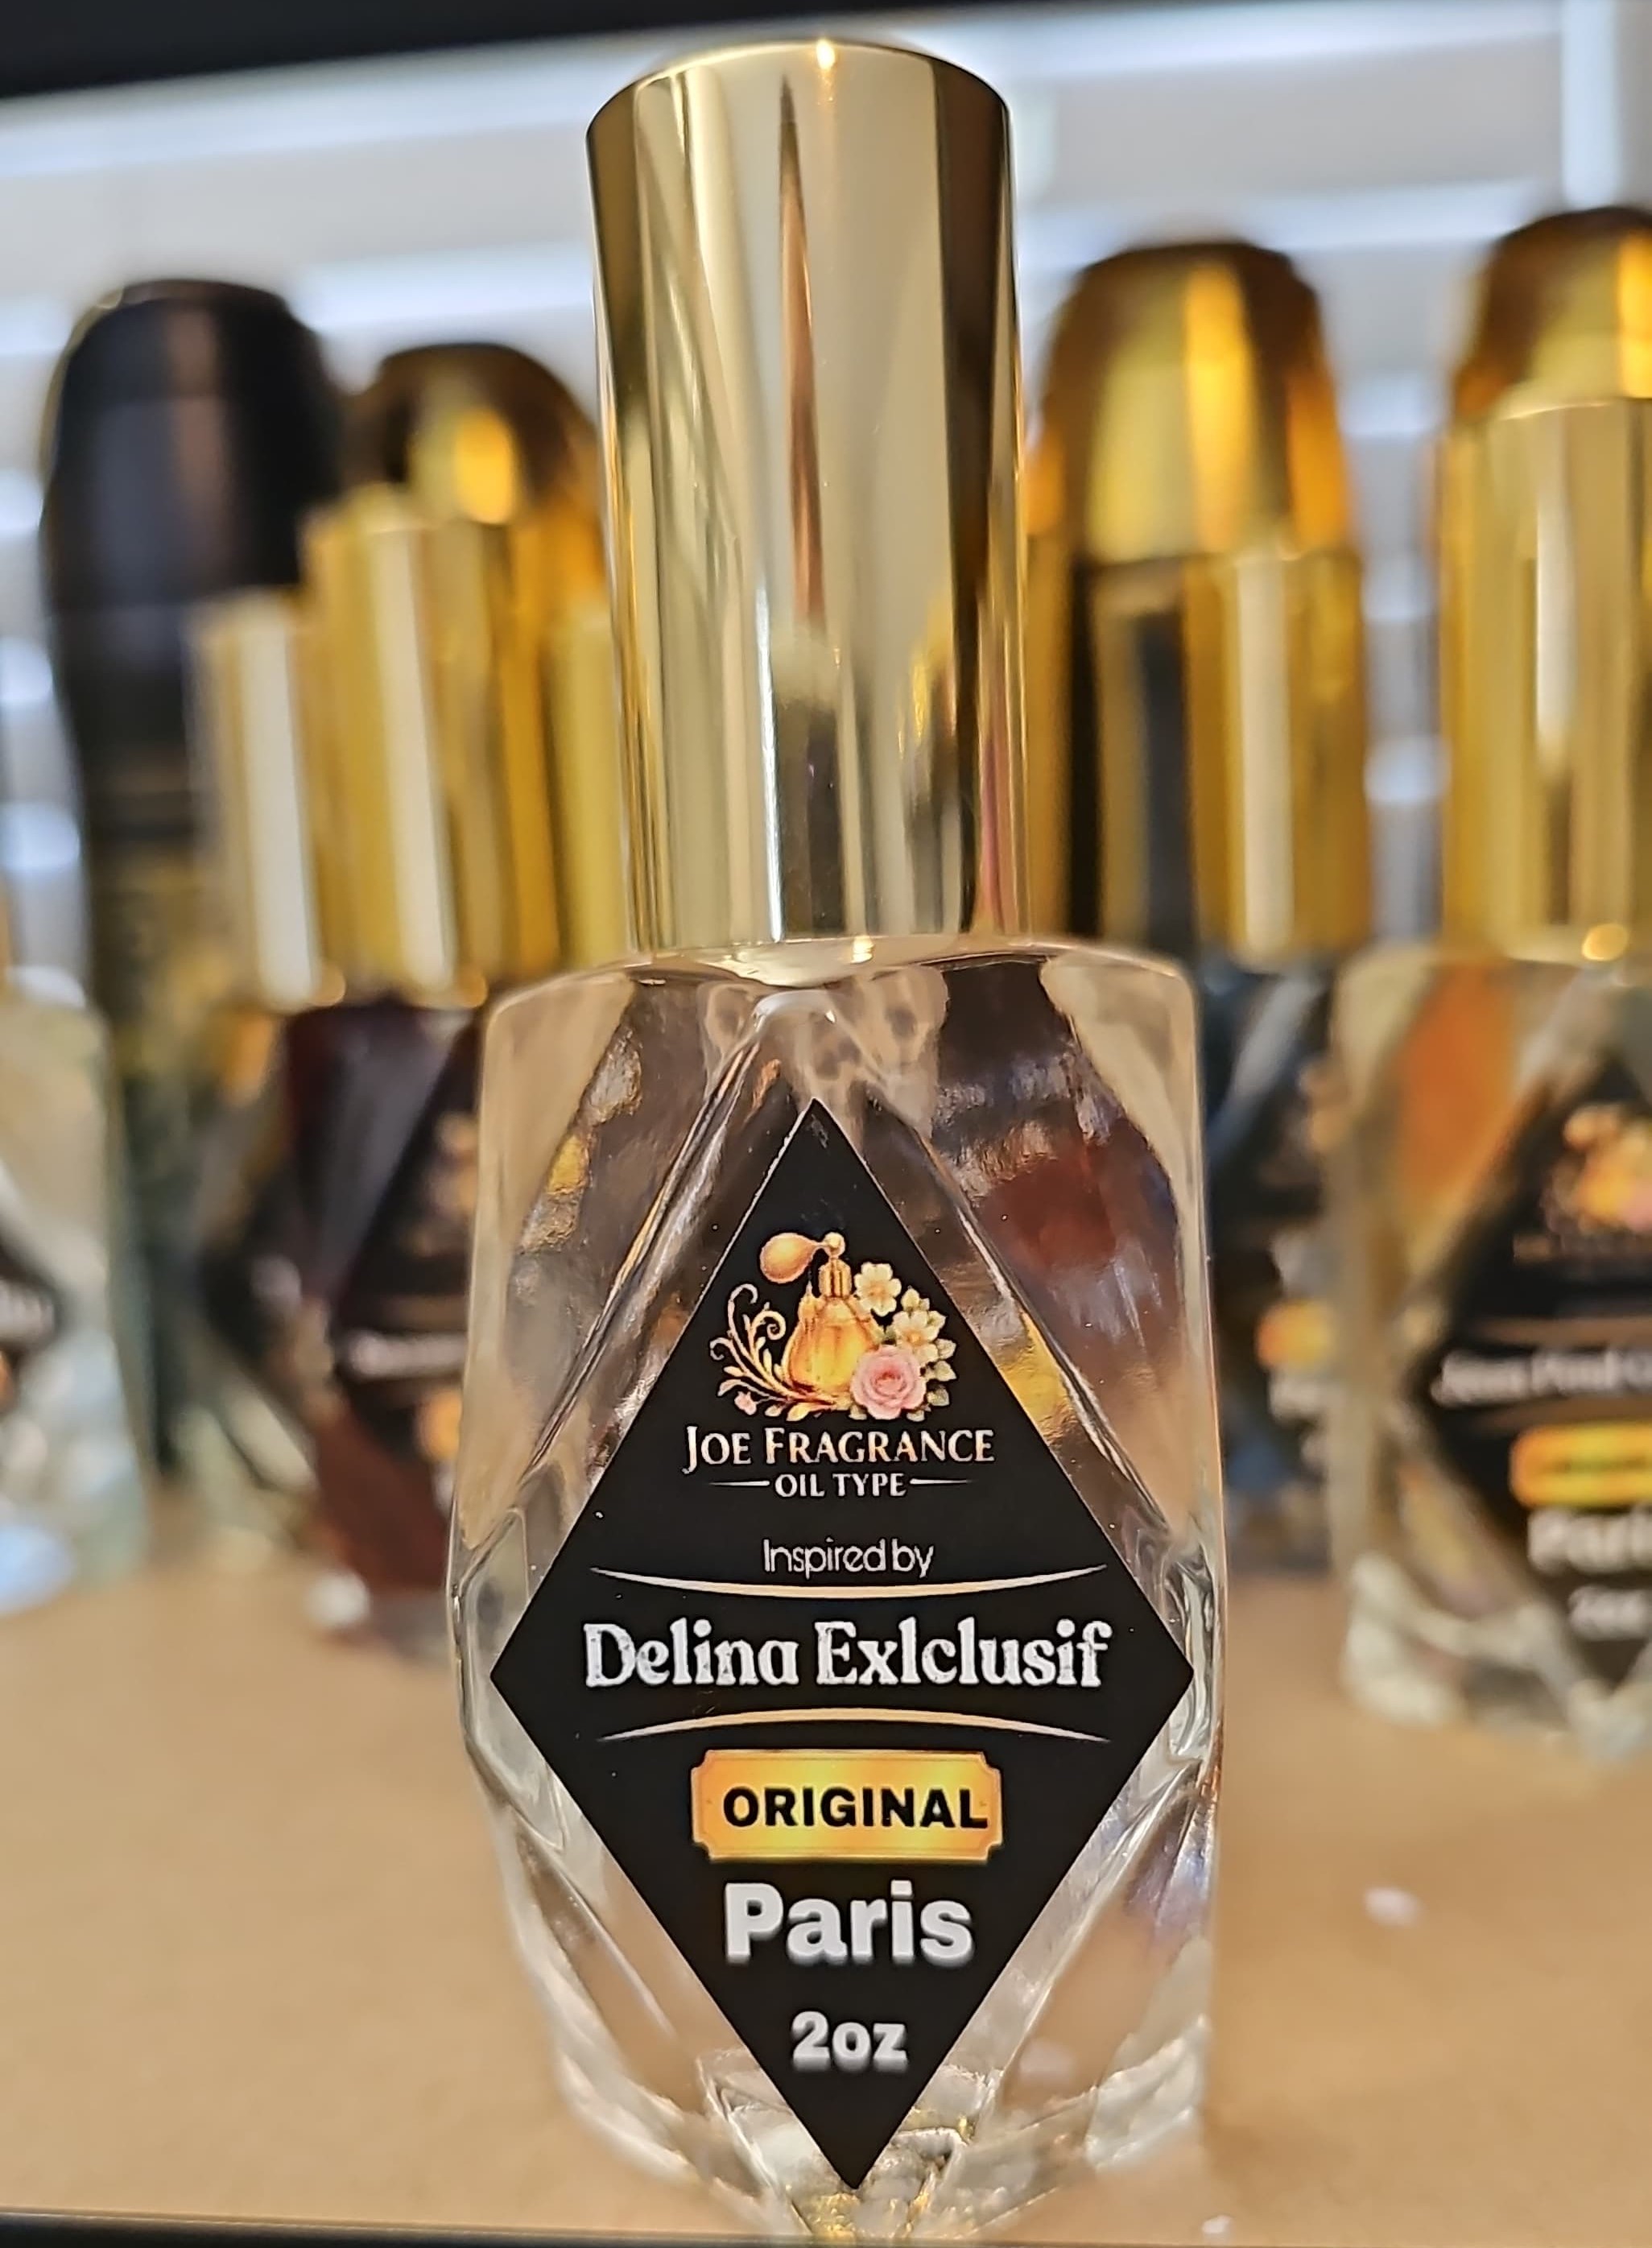 JOE FRAGRANCE
OIL TYPE
Inspired by
Delina Exlclusif
ORIGINAL
Paris
2oz